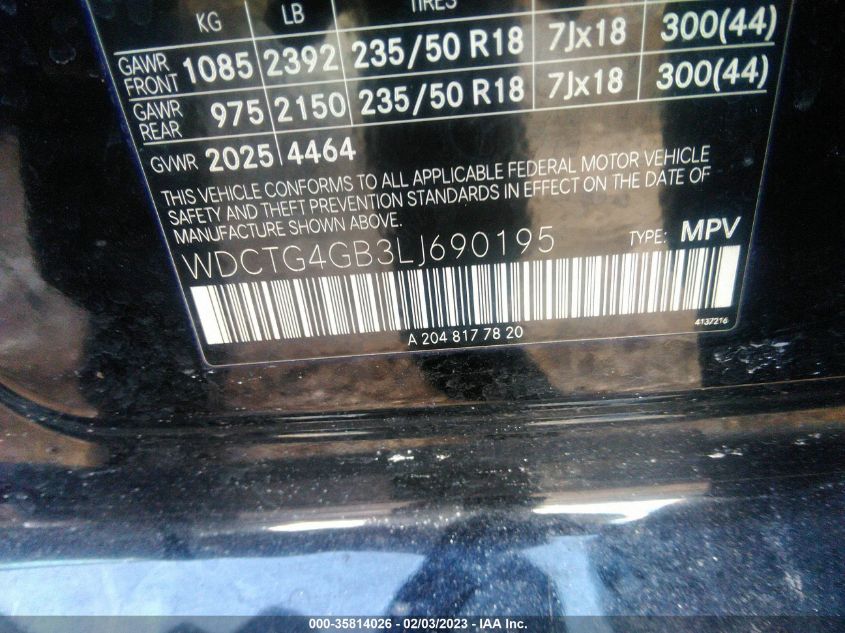 KG LB TIRES
GAWR FRONT 1085 2392 235/50 R18 7Jx18 300(44)
GAWR REAR 975 2150 235/50 R18 7Jx18 300(44)
GVWR 2025 4464
THIS VEHICLE CONFORMS TO ALL APPLICABLE FEDERAL MOTOR VEHICLE
SAFETY AND THEFT PREVENTION STANDARDS IN EFFECT ON THE DATE OF
MANUFACTURE SHOWN ABOVE.
WDCTG4GB3LJ690195 TYPE: MPV
A 204 817 78 20 4137216
000-35814026 - 02/03/2023 - IAA Inc.